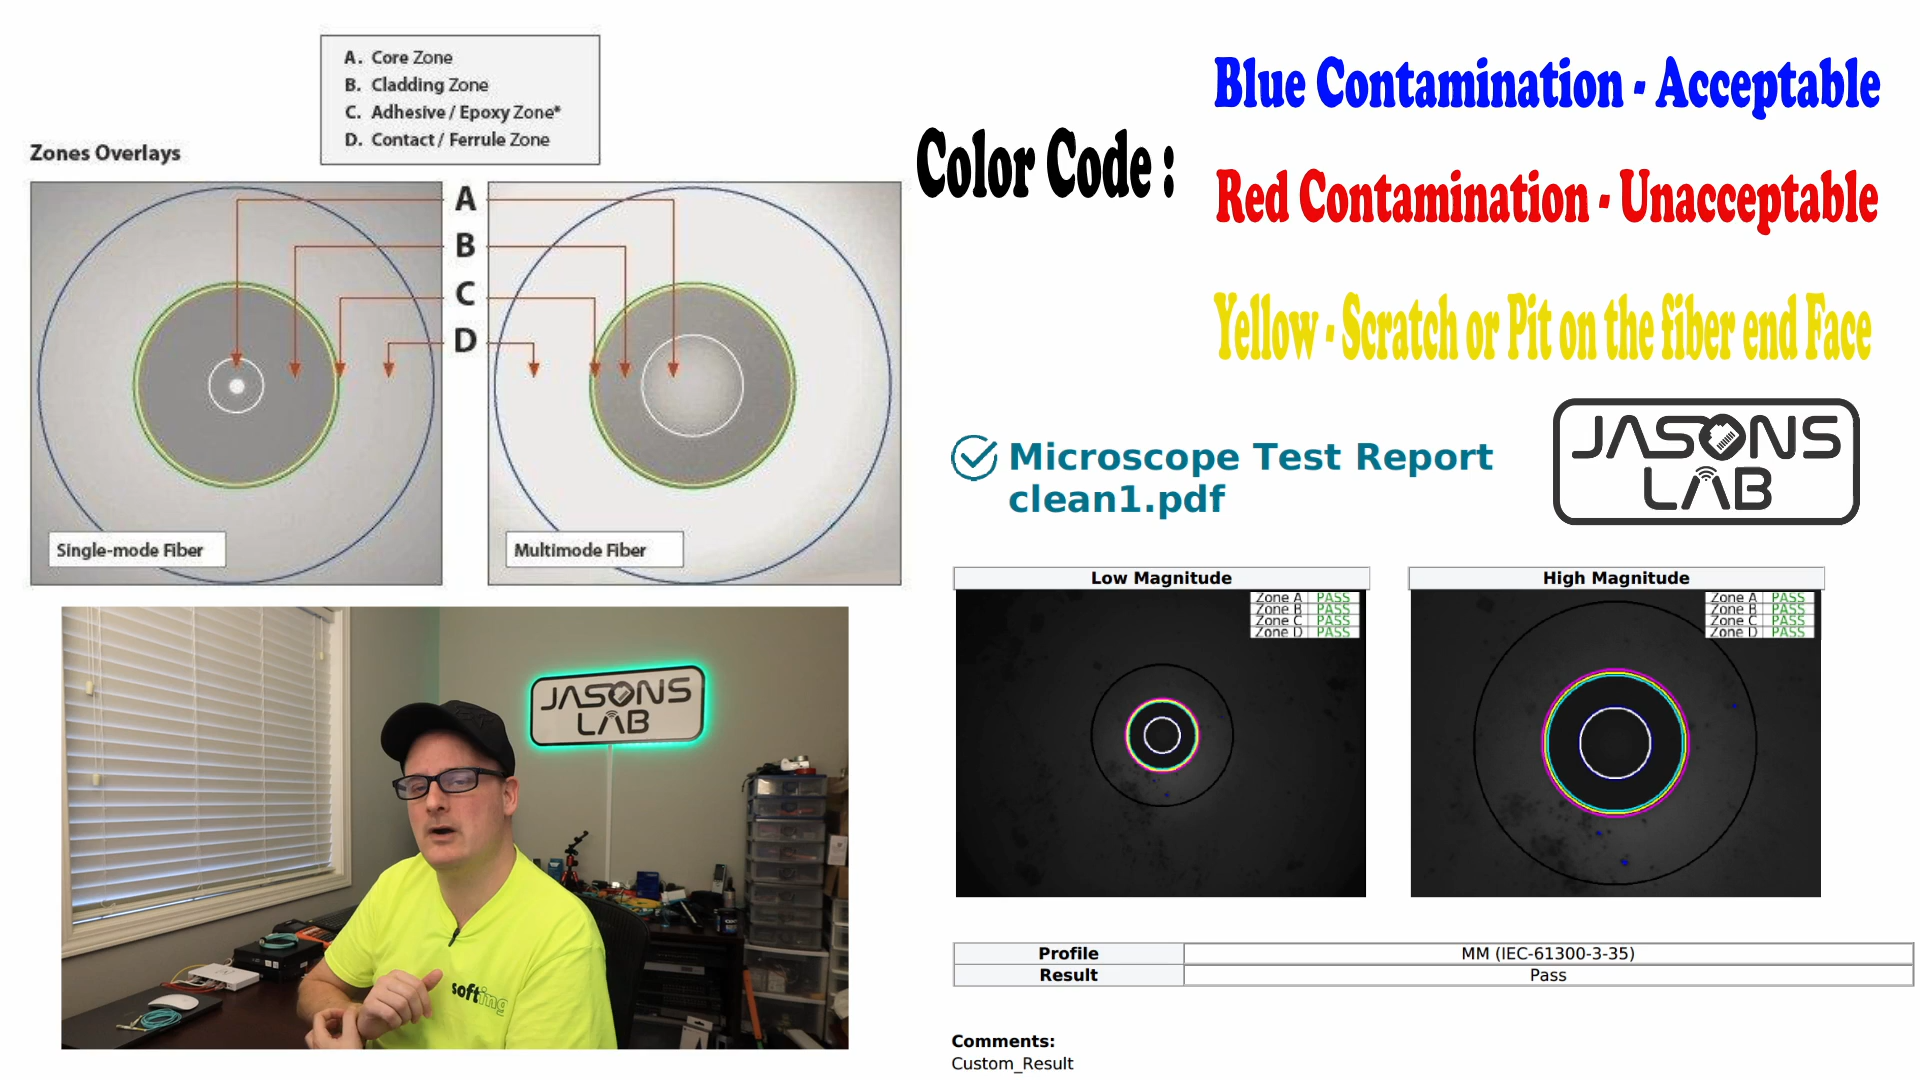 A. Core Zone
B. Cladding Zone
C. Adhesive / Epoxy Zone*
D. Contact / Ferrule Zone
Zones Overlays
A
B
C
D
Single-mode Fiber
Multimode Fiber
Color Code :
Blue Contamination - Acceptable
Red Contamination - Unacceptable
Yellow - Scratch or Pit on the fiber end Face
Microscope Test Report
clean1.pdf
JASONS
LAB
Low Magnitude
Zone A PASS
Zone B PASS
Zone C PASS
Zone D PASS
High Magnitude
Zone A PASS
Zone B PASS
Zone C PASS
Zone D PASS
Profile MM (IEC-61300-3-35)
Result Pass
Comments:
Custom_Result
JASONS
LAB
softing